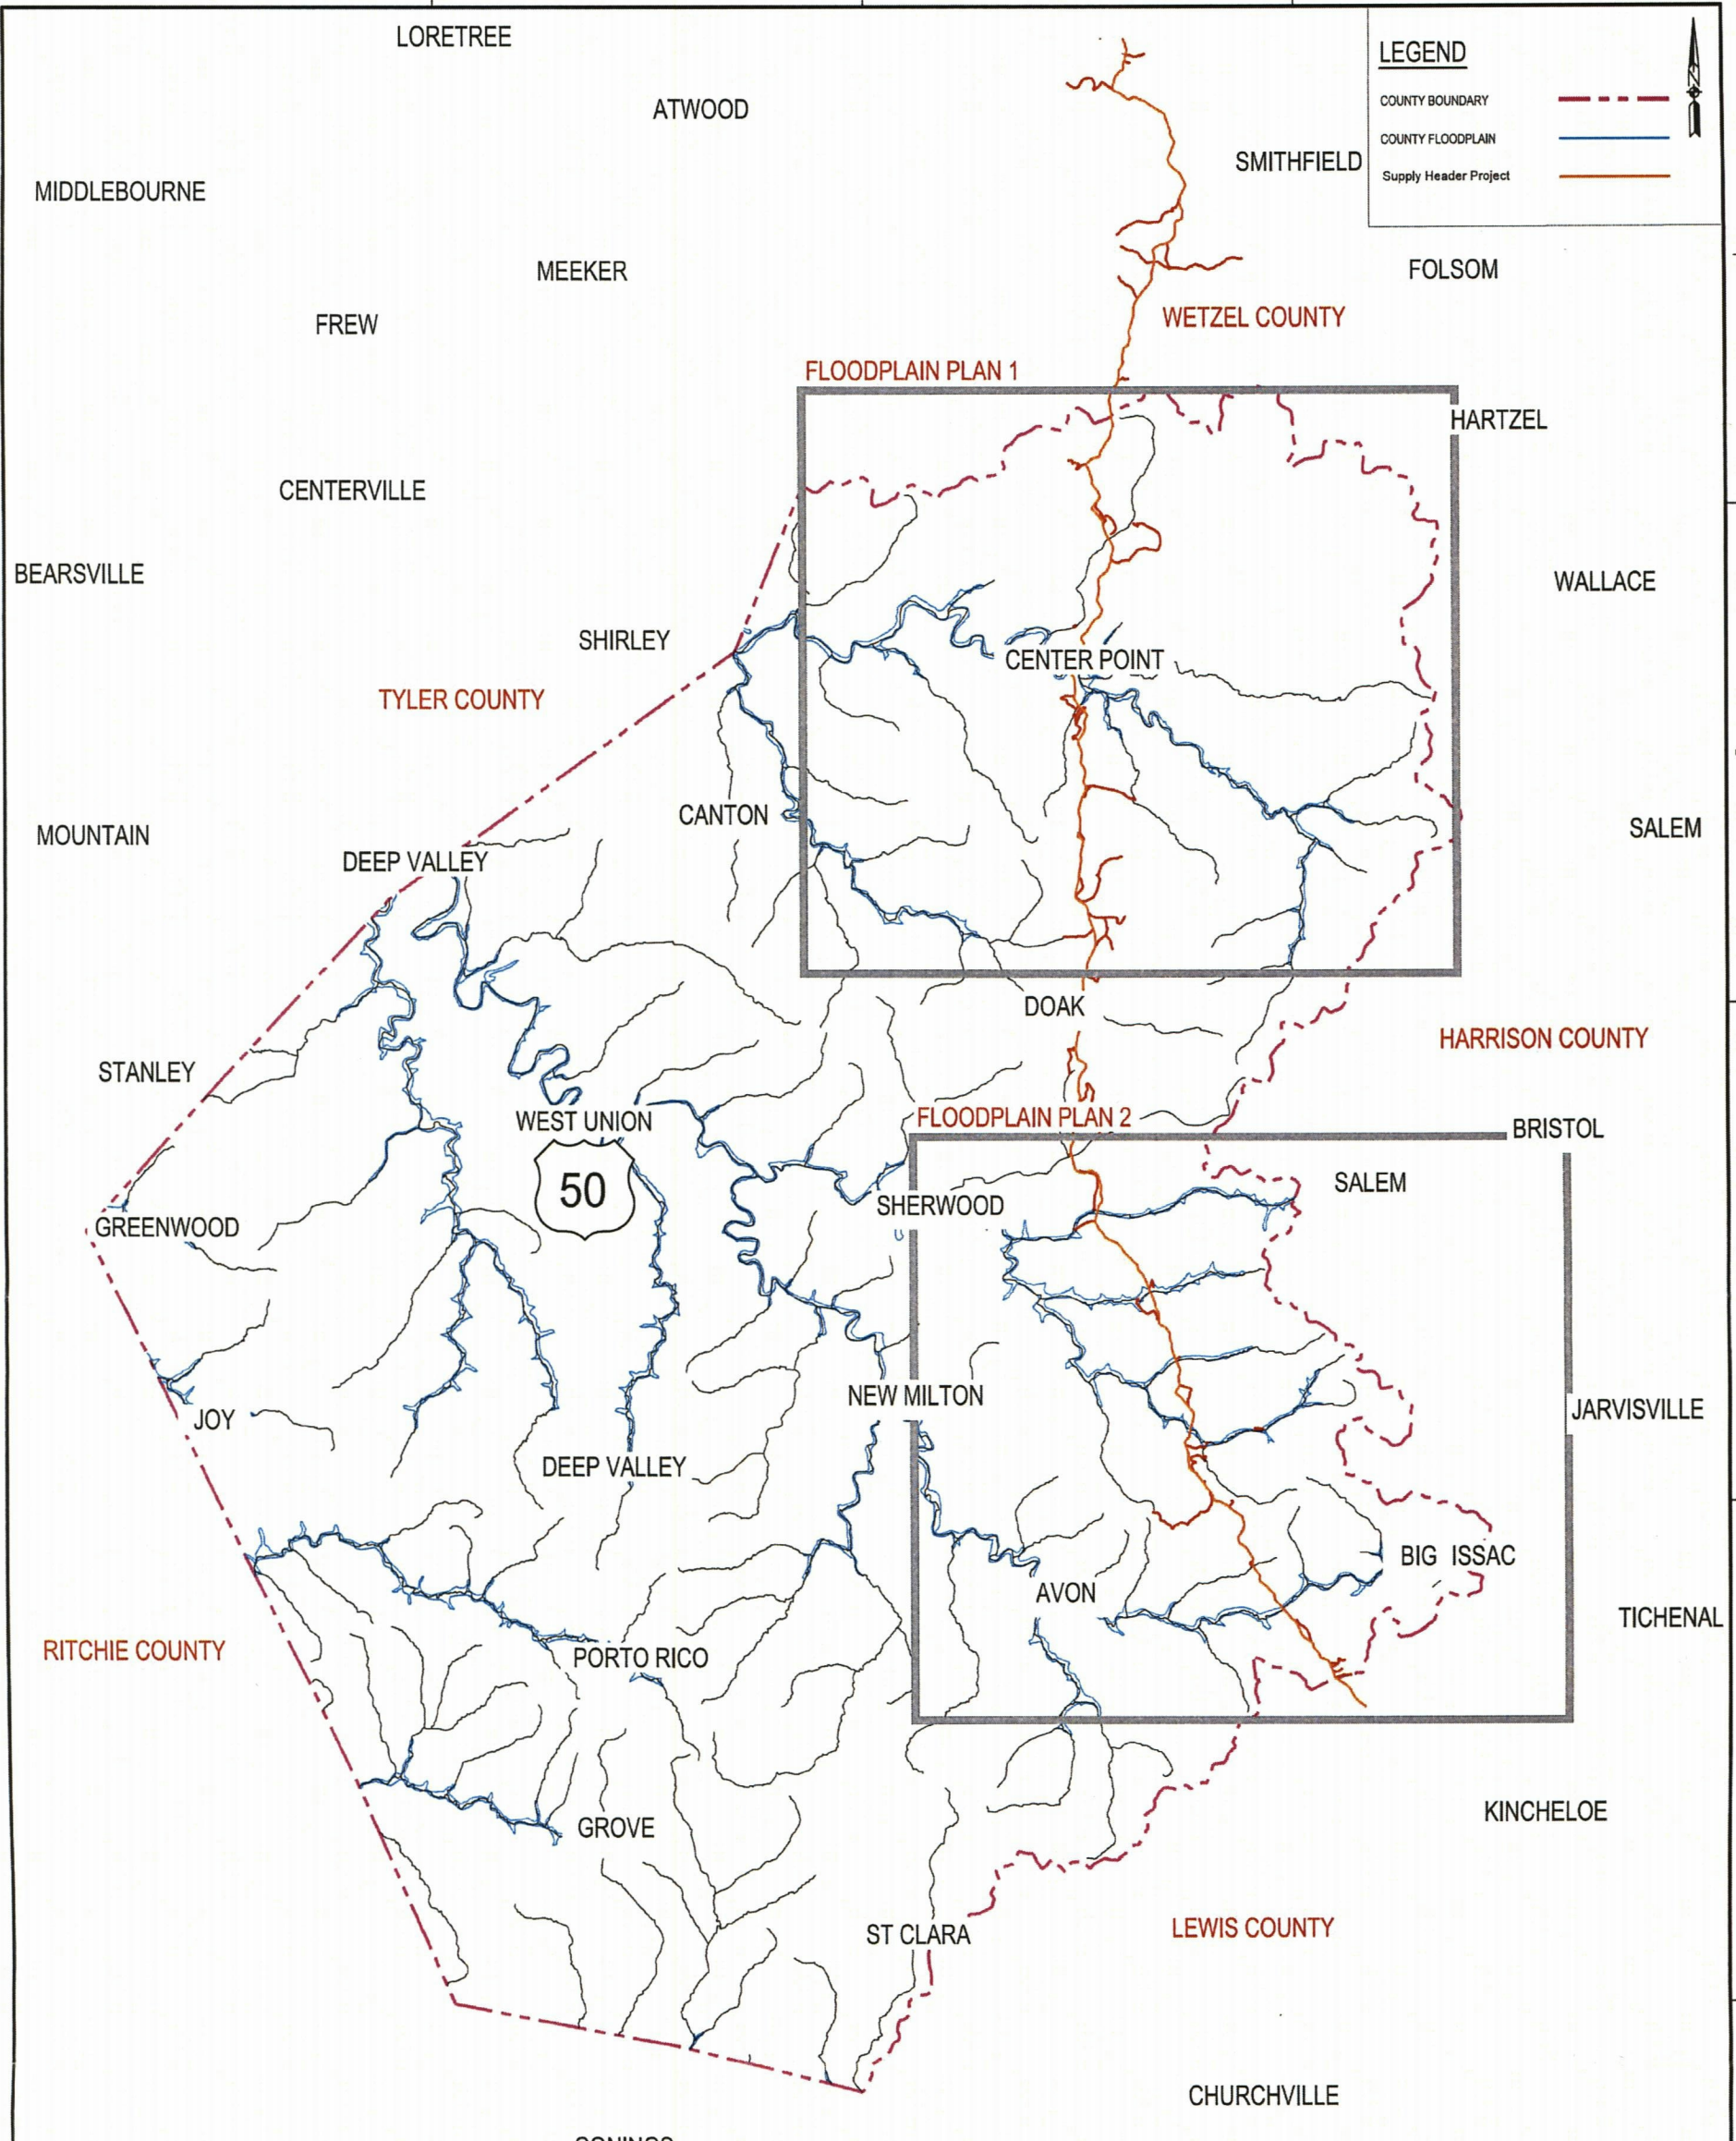 LORETREE
LEGEND
COUNTY BOUNDARY
COUNTY FLOODPLAIN
Supply Header Project
ATWOOD
SMITHFIELD
MIDDLEBOURNE
MEEKER
FOLSOM
FREW
WETZEL COUNTY
FLOODPLAIN PLAN 1
HARTZEL
CENTERVILLE
BEARSVILLE
WALLACE
SHIRLEY
CENTER POINT
TYLER COUNTY
CANTON
MOUNTAIN
SALEM
DEEP VALLEY
DOAK
HARRISON COUNTY
STANLEY
FLOODPLAIN PLAN 2
WEST UNION
BRISTOL
50
SALEM
SHERWOOD
GREENWOOD
NEW MILTON
JARVISVILLE
JOY
DEEP VALLEY
BIG ISSAC
AVON
TICHENAL
RITCHIE COUNTY
PORTO RICO
KINCHELOE
GROVE
LEWIS COUNTY
ST CLARA
CHURCHVILLE